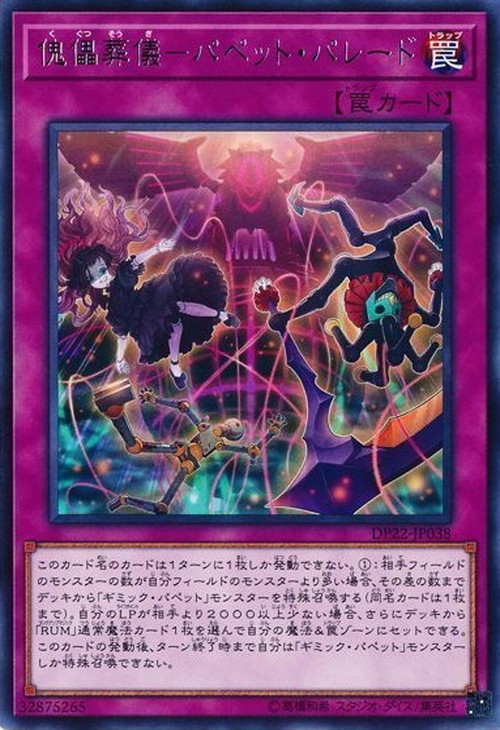 傀儡葬儀－パペット・パレード 罠
【罠カード】
DP22-JP038
このカード名のカードは1ターンに1枚しか発動できない。①：相手フィールド
のモンスターの数が自分フィールドのモンスターより多い場合、その差の数まで
デッキから「ギミック・パペット」モンスターを特殊召喚する（同名カードは1枚
まで）。自分のLPが相手より2000以上少ない場合、さらにデッキから
「RUM」通常魔法カード1枚を選んで自分の魔法＆罠ゾーンにセットできる。
このカードの発動後、ターン終了時まで自分は「ギミック・パペット」モンスター
しか特殊召喚できない。
32875265 ©高橋和希 スタジオ・ダイス/集英社